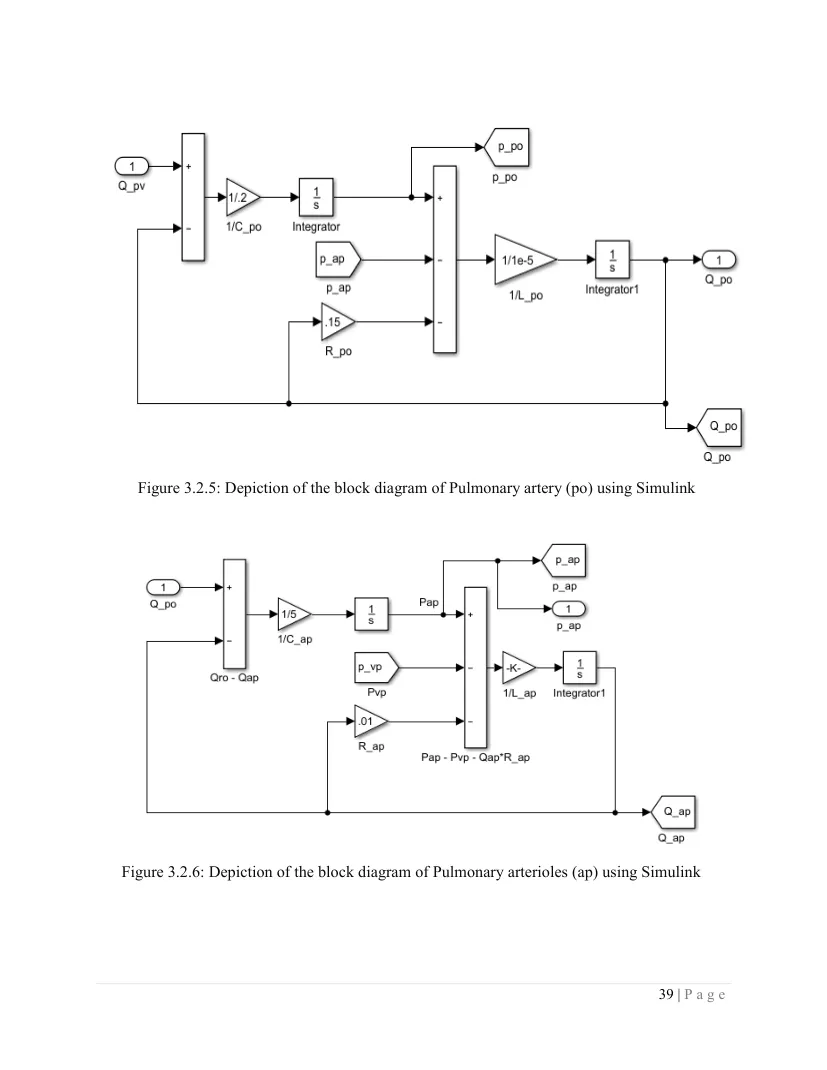 p_po
p_po
1
Q_pv
+
−
1/.2
1/C_po
1
s
Integrator
p_ap
p_ap
.15
R_po
+
−
−
1/1e-5
1/L_po
1
s
Integrator1
1
Q_po
Q_po
Q_po
Figure 3.2.5: Depiction of the block diagram of Pulmonary artery (po) using Simulink
p_ap
p_ap
1
p_ap
1
Q_po
+
−
Qro - Qap
1/5
1/C_ap
1
s
Pap
p_vp
Pvp
.01
R_ap
+
−
−
Pap - Pvp - Qap*R_ap
-K-
1/L_ap
1
s
Integrator1
Q_ap
Q_ap
Figure 3.2.6: Depiction of the block diagram of Pulmonary arterioles (ap) using Simulink
39 | P a g e